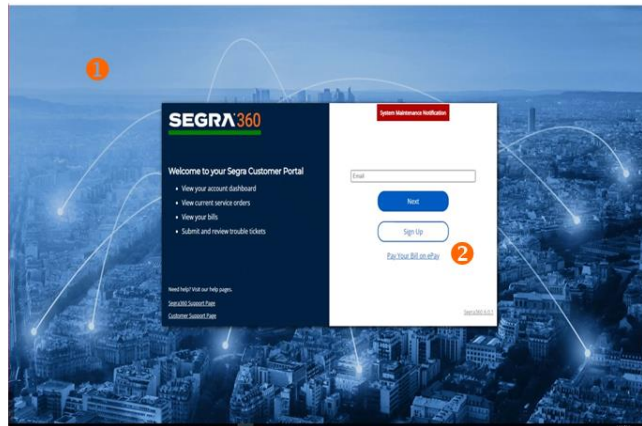 1
SEGRA 360
Welcome to your Segra Customer Portal
• View your account dashboard
• View current service orders
• View your bills
• Submit and review trouble tickets
Need help? Visit our help pages.
Segra360 Support Page
Customer Support Page
System Maintenance Notification
Email
Next
Sign Up
Pay Your Bill on ePay
2